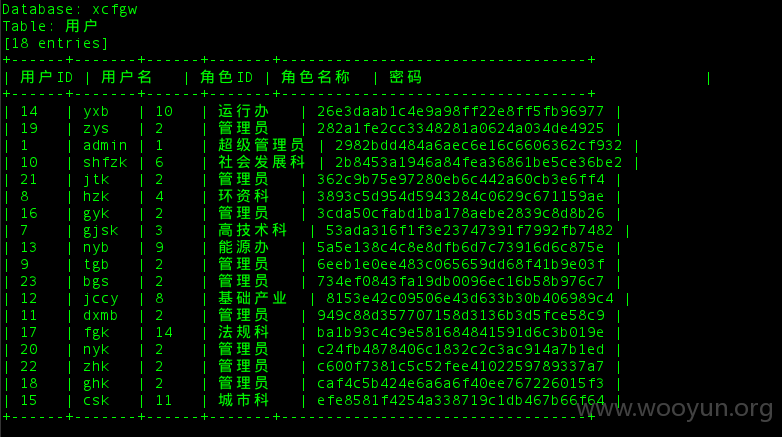 Database: xcfgw
Table: 用户
[18 entries]
+------+-------+------+----------+----------------------------------+
| 用户ID | 用户名 | 角色ID | 角色名称 | 密码 |
+------+-------+------+----------+----------------------------------+
| 14 | yxb | 10 | 运行办 | 26e3daab1c4e9a98ff22e8ff5fb96977 |
| 19 | zys | 2 | 管理员 | 282a1fe2cc3348281a0624a034de4925 |
| 1 | admin | 1 | 超级管理员 | 2982bdd484a6aec6e16c6606362cf932 |
| 10 | shfzk | 6 | 社会发展科 | 2b8453a1946a84fea36861be5ce36be2 |
| 21 | jtk | 2 | 管理员 | 362c9b75e97280eb6c442a60cb3e6ff4 |
| 8 | hzk | 4 | 环资科 | 3893c5d954d5943284c0629c671159ae |
| 16 | gyk | 2 | 管理员 | 3cda50cfabd1ba178aebe2839c8d8b26 |
| 7 | gjsk | 3 | 高技术科 | 53ada316f1f3e23747391f7992fb7482 |
| 13 | nyb | 9 | 能源办 | 5a5e138c4c8e8dfb6d7c73916d6c875e |
| 9 | tgb | 2 | 管理员 | 6eeb1e0ee483c065659dd68f41b9e03f |
| 23 | bgs | 2 | 管理员 | 734ef0843fa19db0096ec16b58b976c7 |
| 12 | jccy | 8 | 基础产业 | 8153e42c09506e43d633b30b406989c4 |
| 11 | dxmb | 2 | 管理员 | 949c88d357707158d3136b3d5fce58c9 |
| 17 | fgk | 14 | 法规科 | ba1b93c4c9e581684841591d6c3b019e |
| 20 | nyk | 2 | 管理员 | c24fb4878406c1832c2c3ac914a7b1ed |
| 22 | zhk | 2 | 管理员 | c600f7381c5c52fee4102259789337a7 |
| 18 | ghk | 2 | 管理员 | caf4c5b424e6a6a6f40ee767226015f3 |
| 15 | csk | 11 | 城市科 | efe8581f4254a338719c1db467b66f64 |
+------+-------+------+----------+----------------------------------+
www.wooyun.org